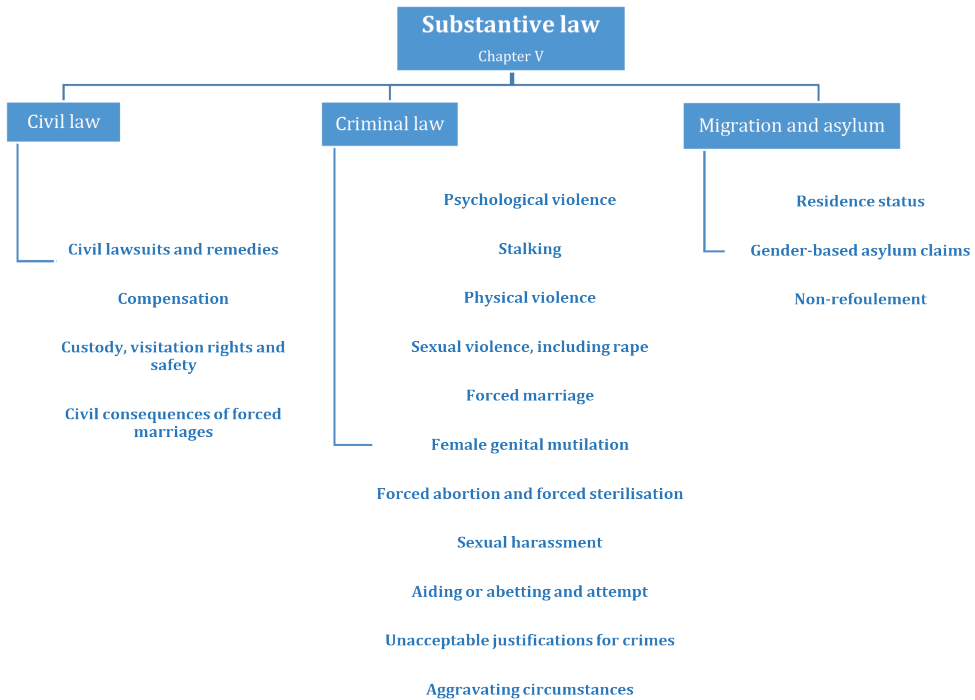 Substantive law
Chapter V
Civil law
Civil lawsuits and remedies
Compensation
Custody, visitation rights and
safety
Civil consequences of forced
marriages
Criminal law
Psychological violence
Stalking
Physical violence
Sexual violence, including rape
Forced marriage
Female genital mutilation
Forced abortion and forced sterilisation
Sexual harassment
Aiding or abetting and attempt
Unacceptable justifications for crimes
Aggravating circumstances
Migration and asylum
Residence status
Gender-based asylum claims
Non-refoulement